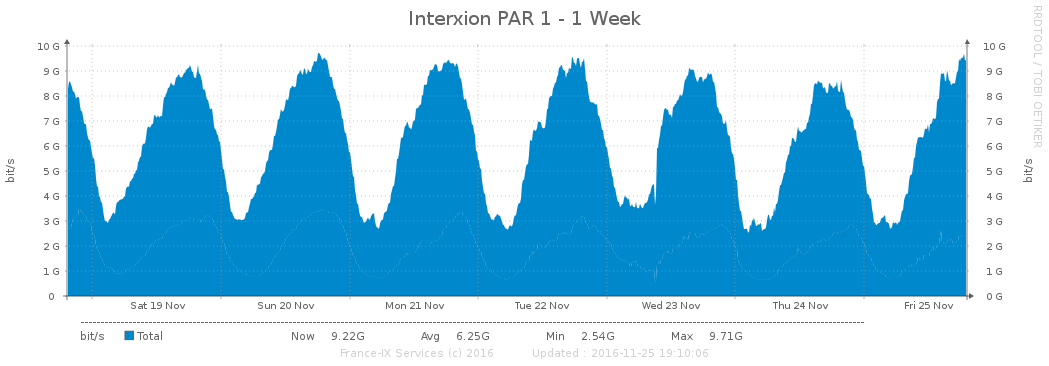 Interxion PAR 1 - 1 Week
RRDTOOL / TOBI OETIKER
bit/s
10 G
9 G
8 G
7 G
6 G
5 G
4 G
3 G
2 G
1 G
0
10 G
9 G
8 G
7 G
6 G
5 G
4 G
3 G
2 G
1 G
0 G
bit/s
Sat 19 Nov Sun 20 Nov Mon 21 Nov Tue 22 Nov Wed 23 Nov Thu 24 Nov Fri 25 Nov
bit/s Total Now 9.22G Avg 6.25G Min 2.54G Max 9.71G
France-IX Services (c) 2016 Updated : 2016-11-25 19:10:06